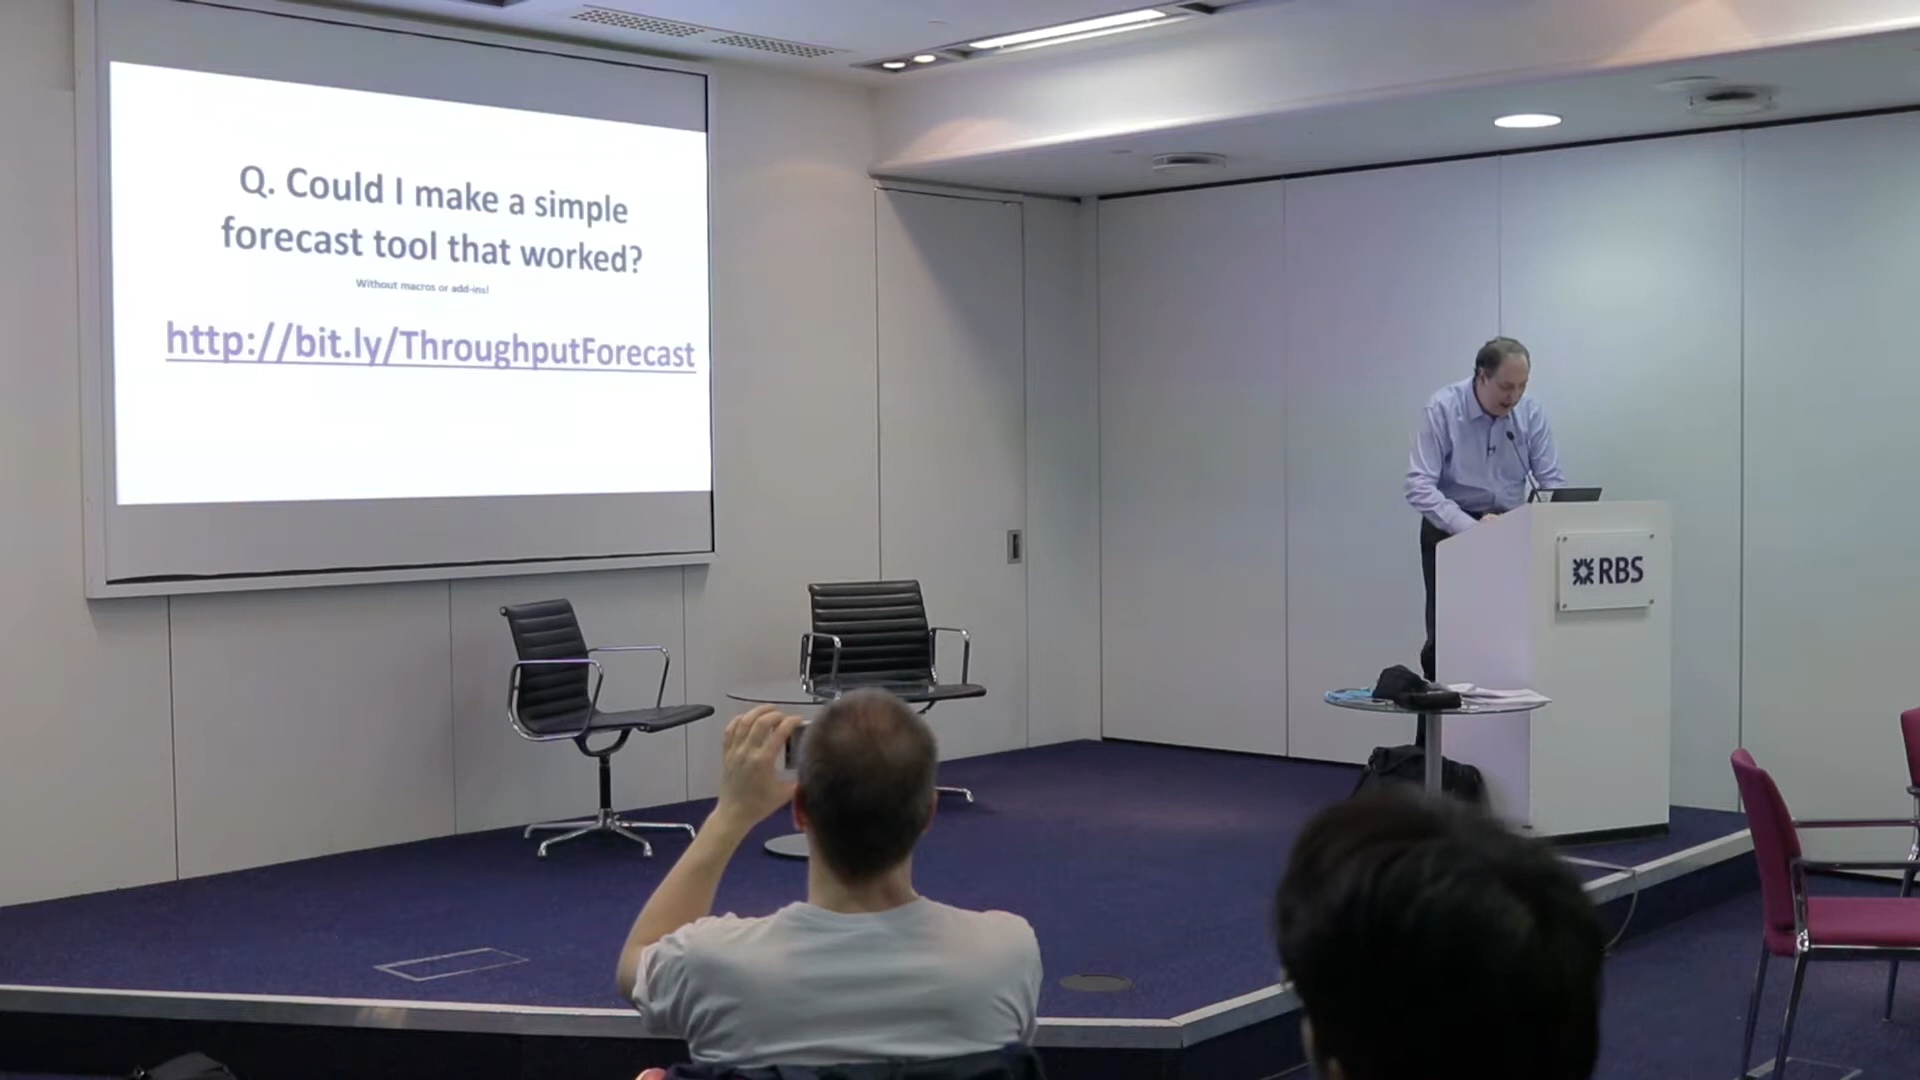 Q. Could I make a simple
forecast tool that worked?
Without macros or add-ins!
http://bit.ly/ThroughputForecast
RBS